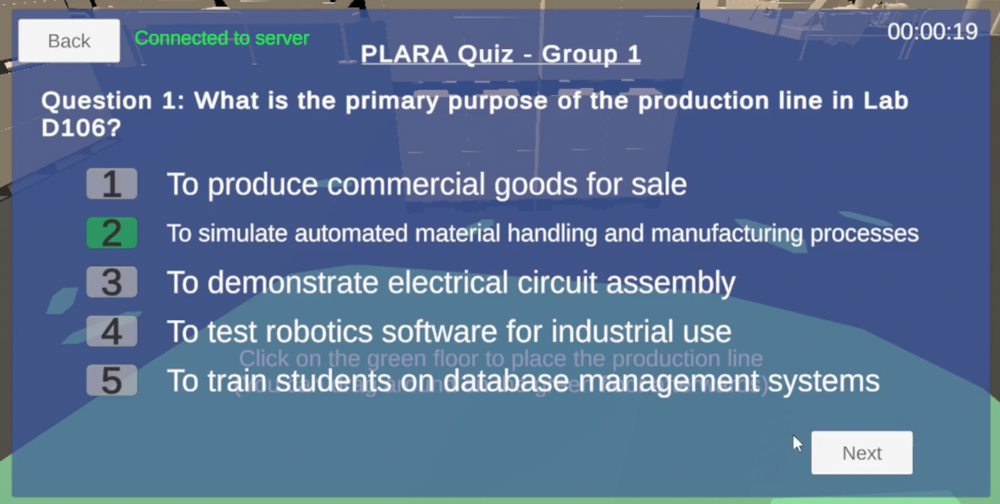 Back
Connected to server
00:00:19
PLARA Quiz - Group 1
Question 1: What is the primary purpose of the production line in Lab
D106?
1 To produce commercial goods for sale
2 To simulate automated material handling and manufacturing processes
3 To demonstrate electrical circuit assembly
4 To test robotics software for industrial use
Click on the green floor to place the production line
5 To train students on database management systems
Next